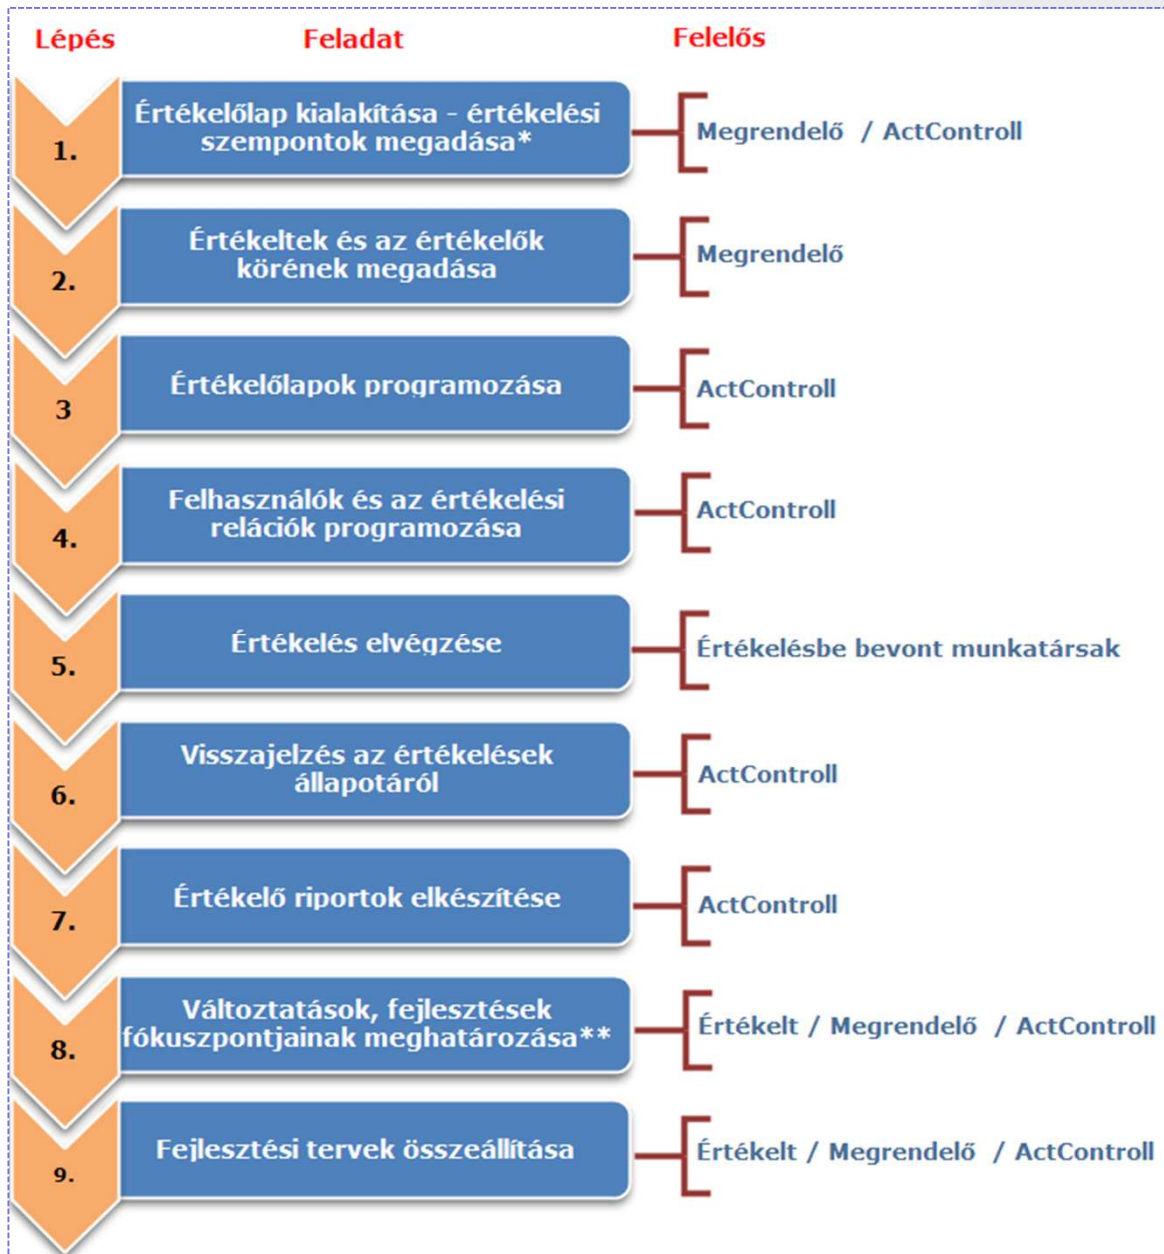 Lépés Feladat Felelős
1. Értékelőlap kialakítása - értékelési
szempontok megadása*
Megrendelő / ActControll
2. Értékeltek és az értékelők
körének megadása
Megrendelő
3 Értékelőlapok programozása
ActControll
4. Felhasználók és az értékelési
relációk programozása
ActControll
5. Értékelés elvégzése
Értékelésbe bevont munkatársak
6. Visszajelzés az értékelések
állapotáról
ActControll
7. Értékelő riportok elkészítése
ActControll
8. Változtatások, fejlesztések
fókuszpontjainak meghatározása**
Értékelt / Megrendelő / ActControll
9. Fejlesztési tervek összeállítása
Értékelt / Megrendelő / ActControll